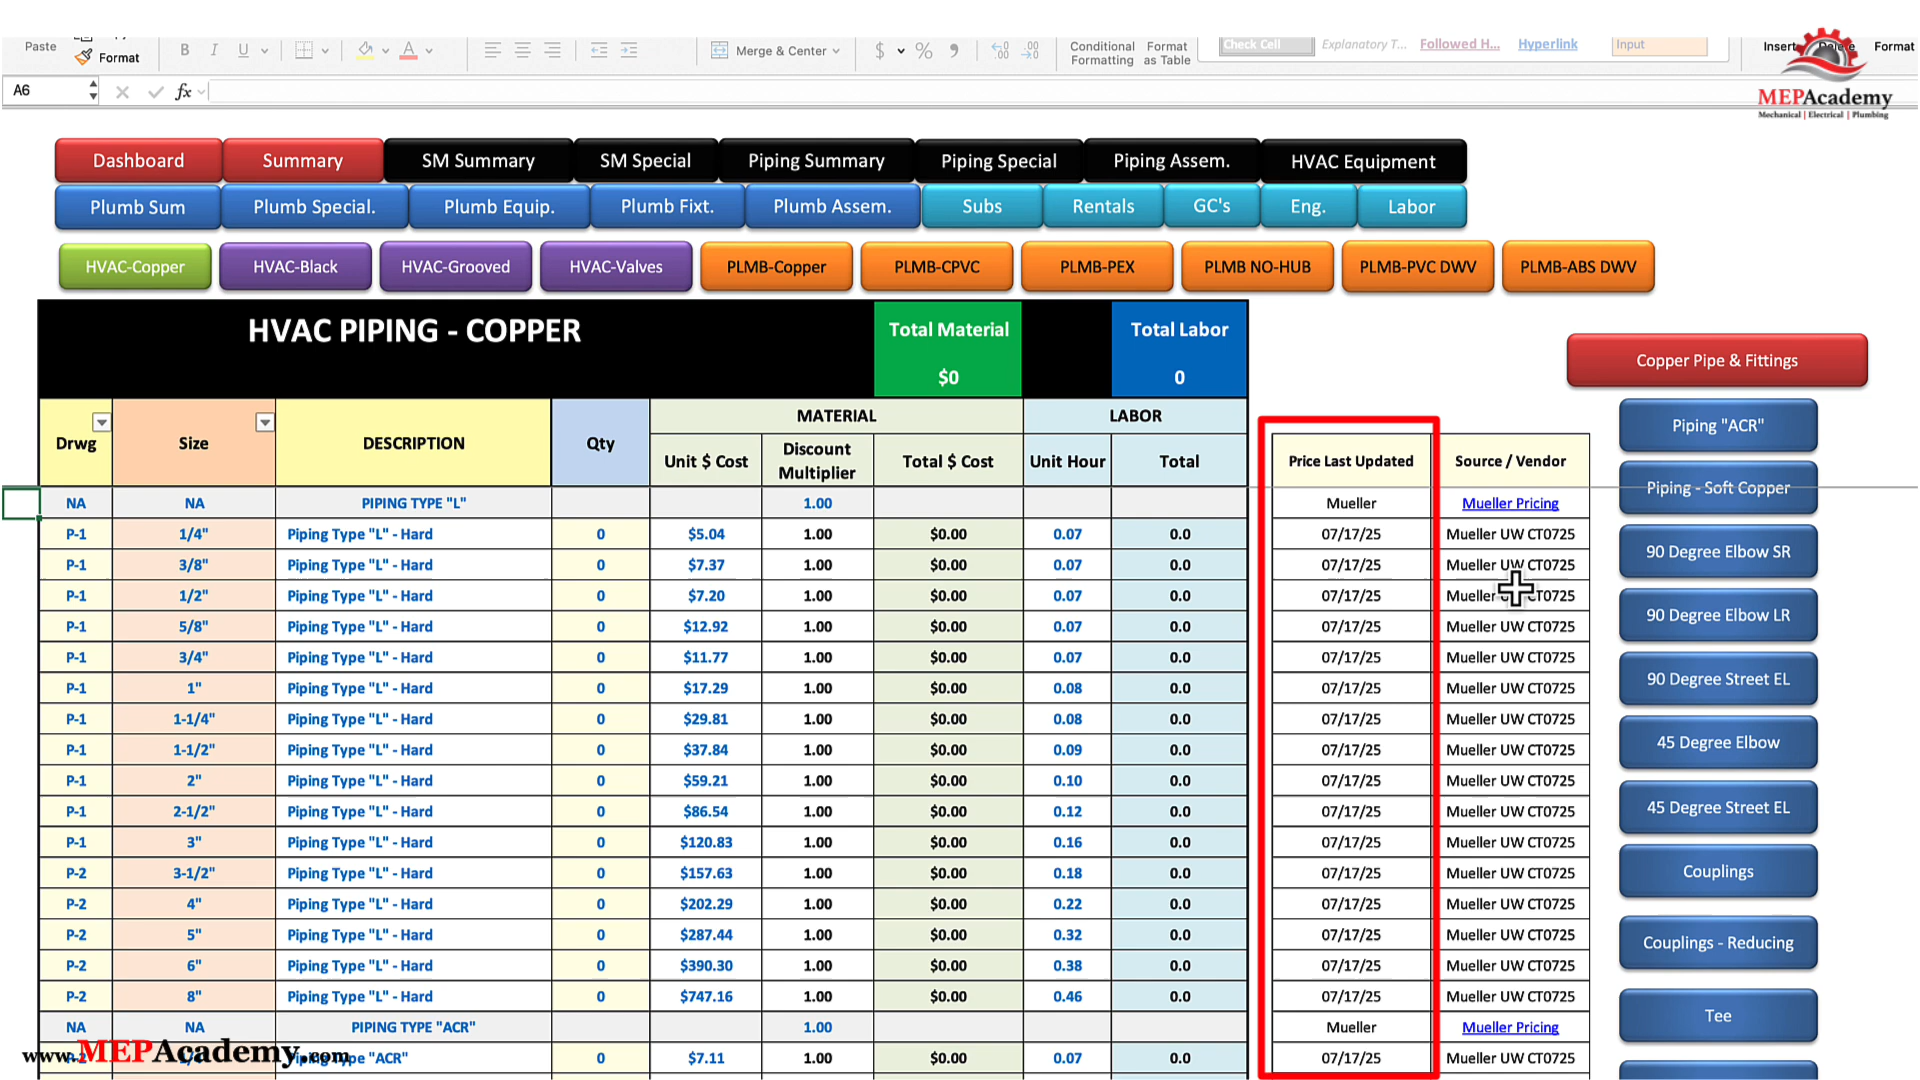 Paste
Format
B I U
A
Merge & Center
$ % 9
.00
.00
Conditional Formatting
Format as Table
Check Cell
Explanatory T...
Followed H...
Hyperlink
Input
Insert
Delete
Format
MEPAcademy
Mechanical | Electrical | Plumbing
A6
fx
Dashboard Summary SM Summary SM Special Piping Summary Piping Special Piping Assem. HVAC Equipment
Plumb Sum Plumb Special. Plumb Equip. Plumb Fixt. Plumb Assem. Subs Rentals GC's Eng. Labor
HVAC-Copper HVAC-Black HVAC-Grooved HVAC-Valves PLMB-Copper PLMB-CPVC PLMB-PEX PLMB NO-HUB PLMB-PVC DWV PLMB-ABS DWV
HVAC PIPING - COPPER
Total Material
$0
Total Labor
0
MATERIAL LABOR
Drwg Size DESCRIPTION Qty Unit $ Cost Discount Multiplier Total $ Cost Unit Hour Total Price Last Updated Source / Vendor
NA NA PIPING TYPE "L" 1.00 Mueller Mueller Pricing
P-1 1/4" Piping Type "L" - Hard 0 $5.04 1.00 $0.00 0.07 0.0 07/17/25 Mueller UW CT0725
P-1 3/8" Piping Type "L" - Hard 0 $7.37 1.00 $0.00 0.07 0.0 07/17/25 Mueller UW CT0725
P-1 1/2" Piping Type "L" - Hard 0 $7.20 1.00 $0.00 0.07 0.0 07/17/25 Mueller CT0725
P-1 5/8" Piping Type "L" - Hard 0 $12.92 1.00 $0.00 0.07 0.0 07/17/25 Mueller UW CT0725
P-1 3/4" Piping Type "L" - Hard 0 $11.77 1.00 $0.00 0.07 0.0 07/17/25 Mueller UW CT0725
P-1 1" Piping Type "L" - Hard 0 $17.29 1.00 $0.00 0.08 0.0 07/17/25 Mueller UW CT0725
P-1 1-1/4" Piping Type "L" - Hard 0 $29.81 1.00 $0.00 0.08 0.0 07/17/25 Mueller UW CT0725
P-1 1-1/2" Piping Type "L" - Hard 0 $37.84 1.00 $0.00 0.09 0.0 07/17/25 Mueller UW CT0725
P-1 2" Piping Type "L" - Hard 0 $59.21 1.00 $0.00 0.10 0.0 07/17/25 Mueller UW CT0725
P-1 2-1/2" Piping Type "L" - Hard 0 $86.54 1.00 $0.00 0.12 0.0 07/17/25 Mueller UW CT0725
P-1 3" Piping Type "L" - Hard 0 $120.83 1.00 $0.00 0.16 0.0 07/17/25 Mueller UW CT0725
P-2 3-1/2" Piping Type "L" - Hard 0 $157.63 1.00 $0.00 0.18 0.0 07/17/25 Mueller UW CT0725
P-2 4" Piping Type "L" - Hard 0 $202.29 1.00 $0.00 0.22 0.0 07/17/25 Mueller UW CT0725
P-2 5" Piping Type "L" - Hard 0 $287.44 1.00 $0.00 0.32 0.0 07/17/25 Mueller UW CT0725
P-2 6" Piping Type "L" - Hard 0 $390.30 1.00 $0.00 0.38 0.0 07/17/25 Mueller UW CT0725
P-2 8" Piping Type "L" - Hard 0 $747.16 1.00 $0.00 0.46 0.0 07/17/25 Mueller UW CT0725
NA NA PIPING TYPE "ACR" 1.00 Mueller Mueller Pricing
Type "ACR" 0 $7.11 1.00 $0.00 0.07 0.0 07/17/25 Mueller UW CT0725
www.MEPAcademy.com
Copper Pipe & Fittings
Piping "ACR"
Piping - Soft Copper
90 Degree Elbow SR
90 Degree Elbow LR
90 Degree Street EL
45 Degree Elbow
45 Degree Street EL
Couplings
Couplings - Reducing
Tee